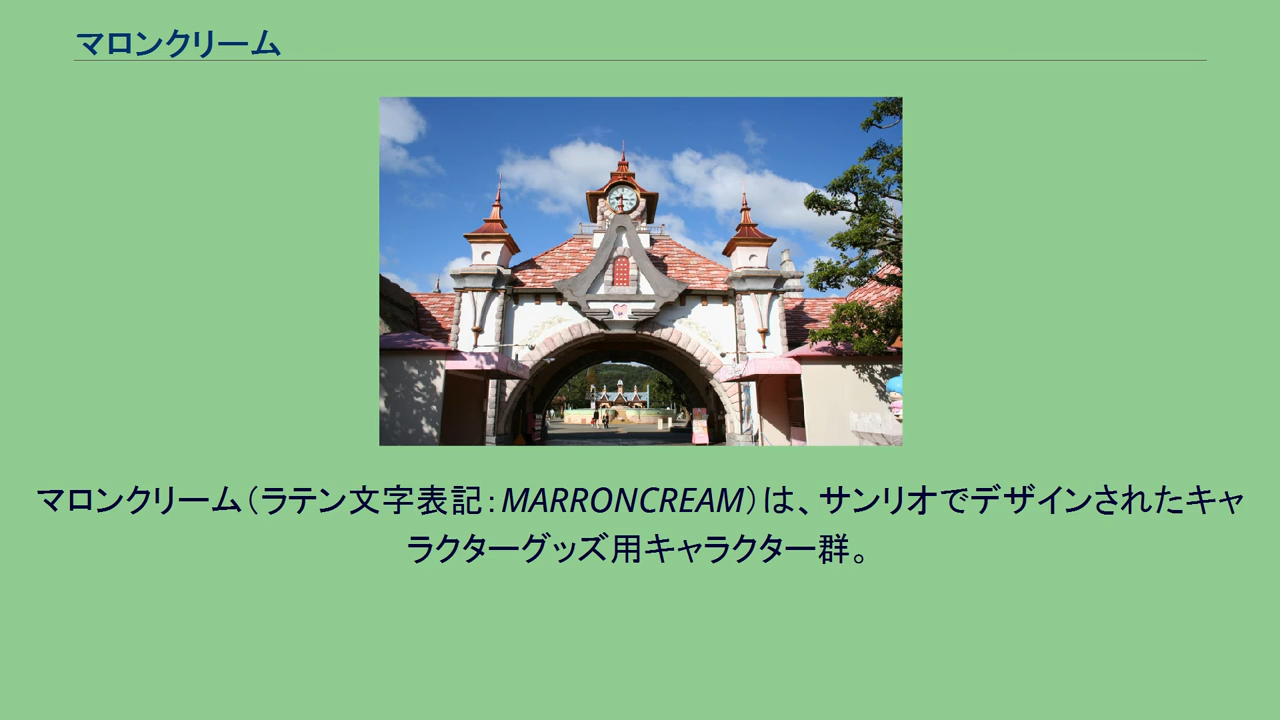 マロンクリーム
マロンクリーム（ラテン文字表記：MARRONCREAM）は、サンリオでデザインされたキャ
ラクターグッズ用キャラクター群。